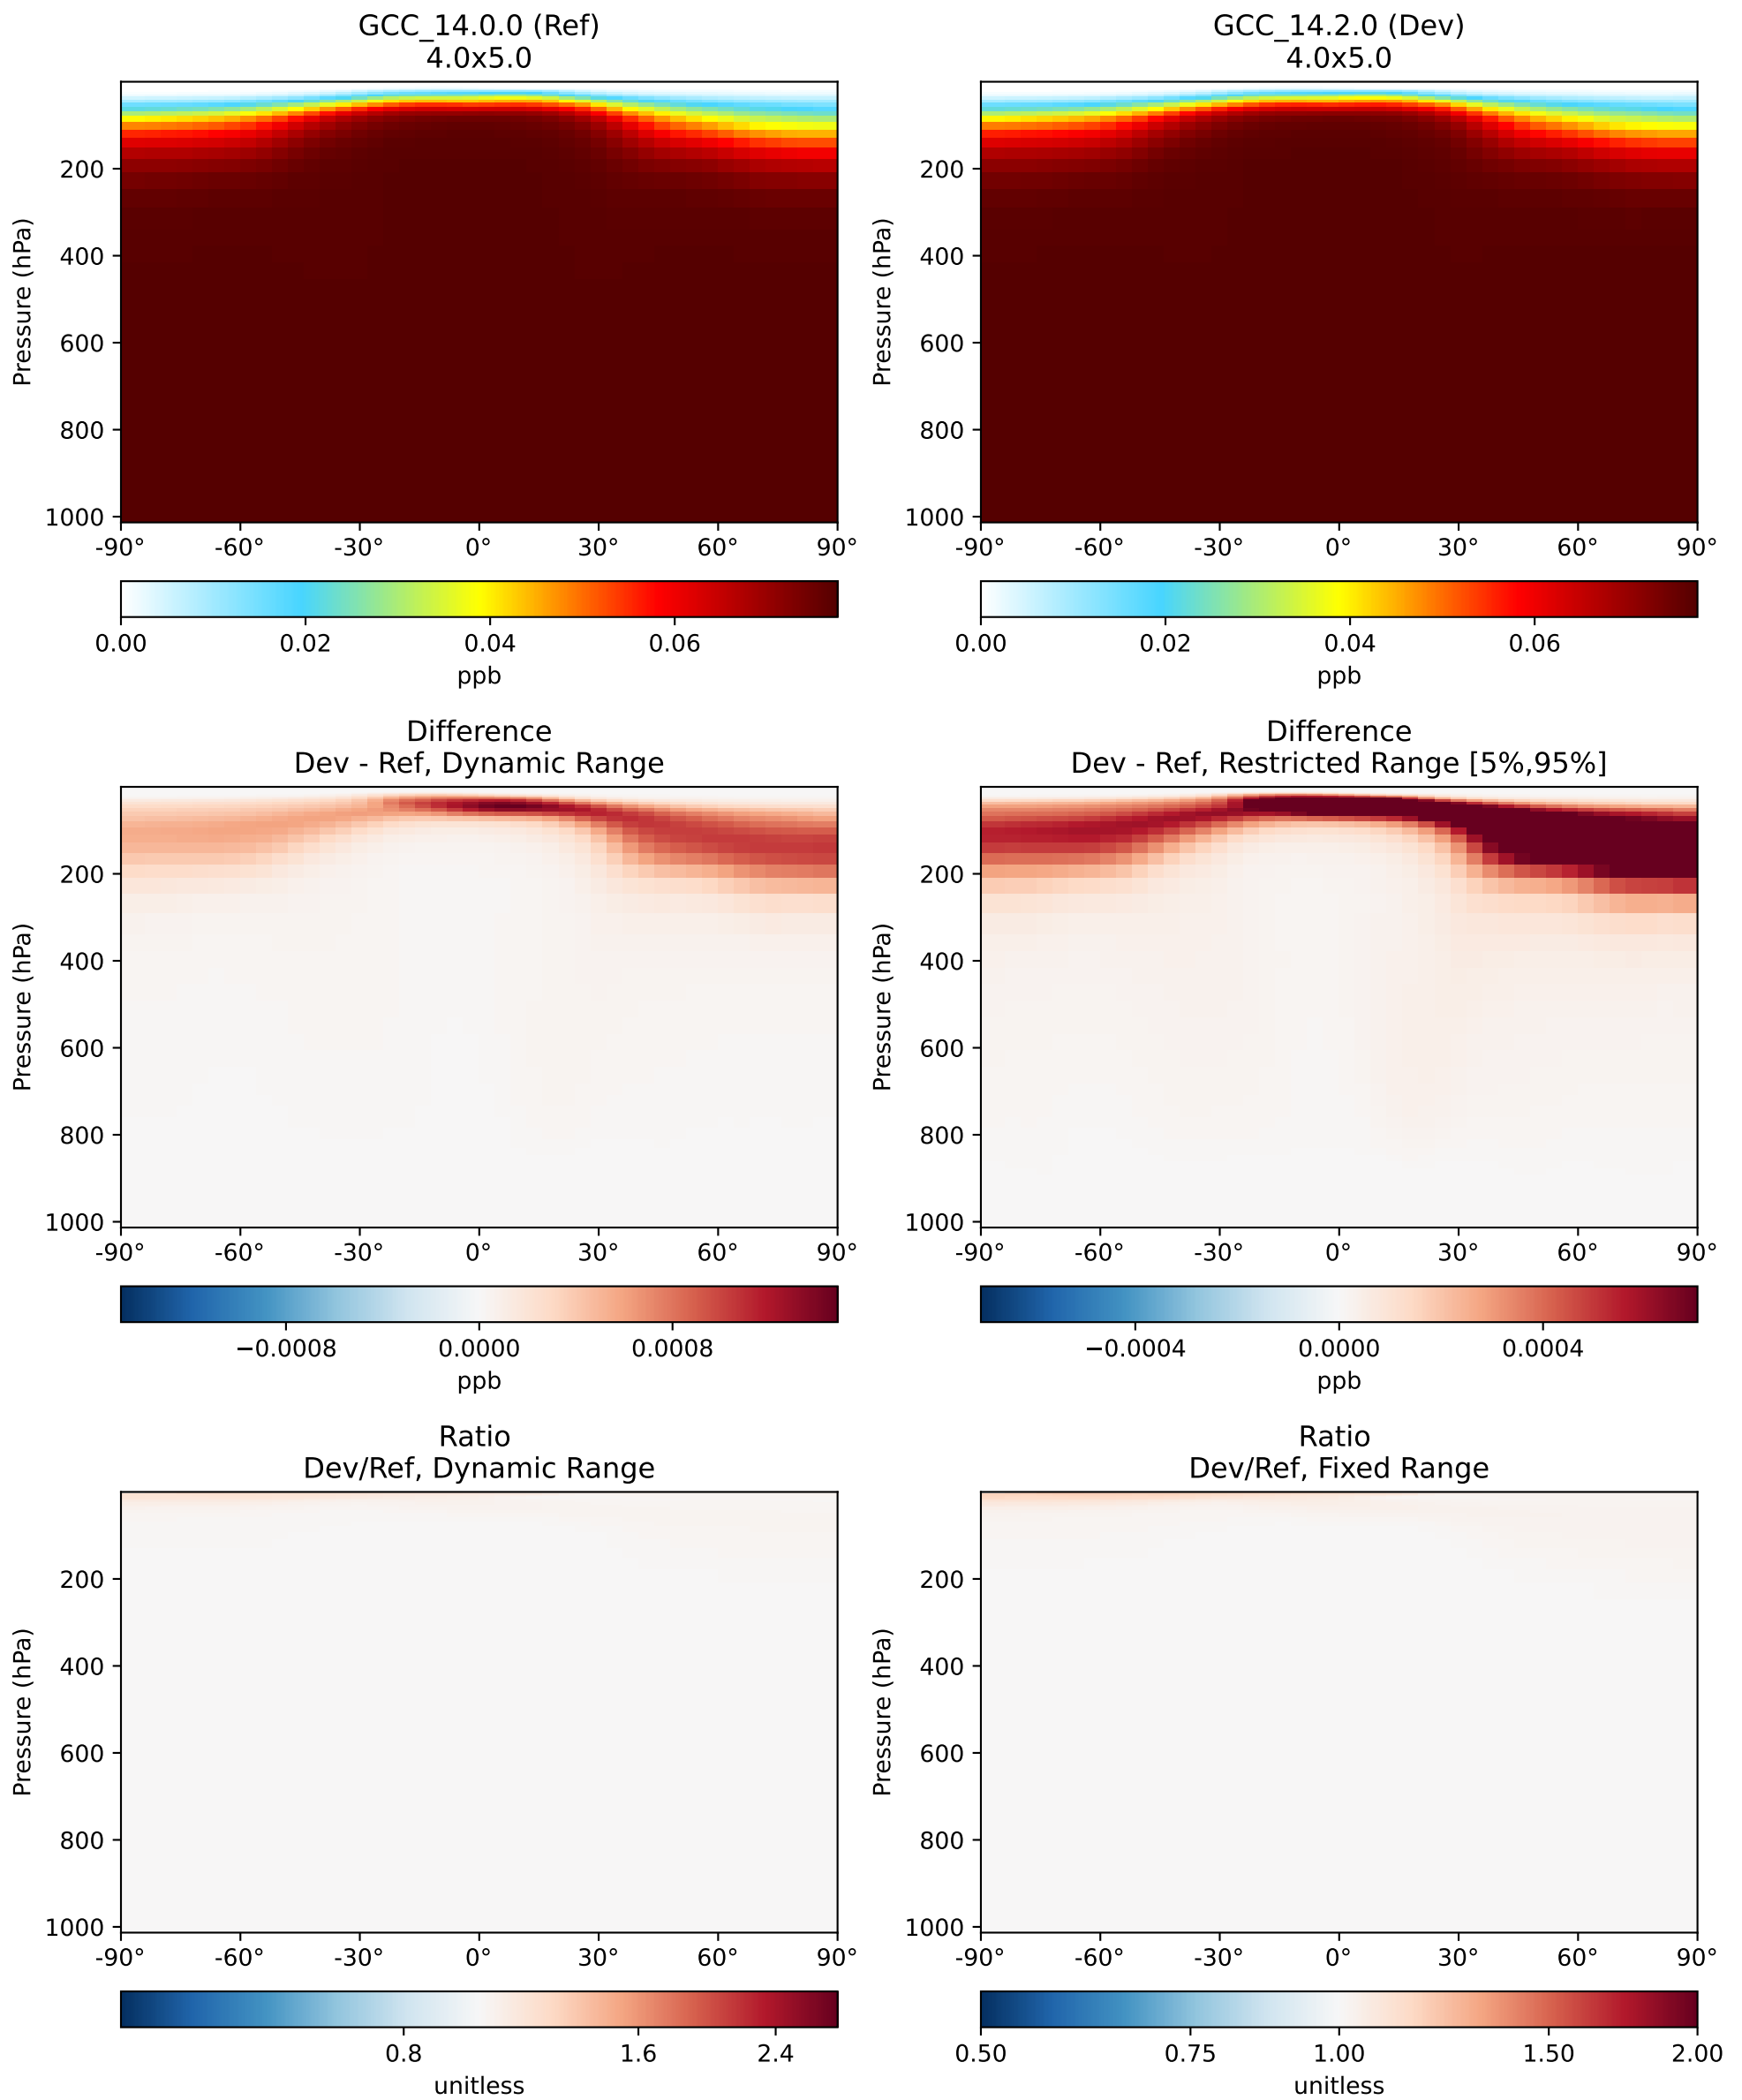 GCC_14.0.0 (Ref)
4.0x5.0
Pressure (hPa)
200
400
600
800
1000
-90° -60° -30° 0° 30° 60° 90°
0.00 0.02 0.04 0.06
ppb
GCC_14.2.0 (Dev)
4.0x5.0
Pressure (hPa)
200
400
600
800
1000
-90° -60° -30° 0° 30° 60° 90°
0.00 0.02 0.04 0.06
ppb
Difference
Dev - Ref, Dynamic Range
Pressure (hPa)
200
400
600
800
1000
-90° -60° -30° 0° 30° 60° 90°
−0.0008 0.0000 0.0008
ppb
Difference
Dev - Ref, Restricted Range [5%,95%]
Pressure (hPa)
200
400
600
800
1000
-90° -60° -30° 0° 30° 60° 90°
−0.0004 0.0000 0.0004
ppb
Ratio
Dev/Ref, Dynamic Range
Pressure (hPa)
200
400
600
800
1000
-90° -60° -30° 0° 30° 60° 90°
0.8 1.6 2.4
unitless
Ratio
Dev/Ref, Fixed Range
Pressure (hPa)
200
400
600
800
1000
-90° -60° -30° 0° 30° 60° 90°
0.50 0.75 1.00 1.50 2.00
unitless